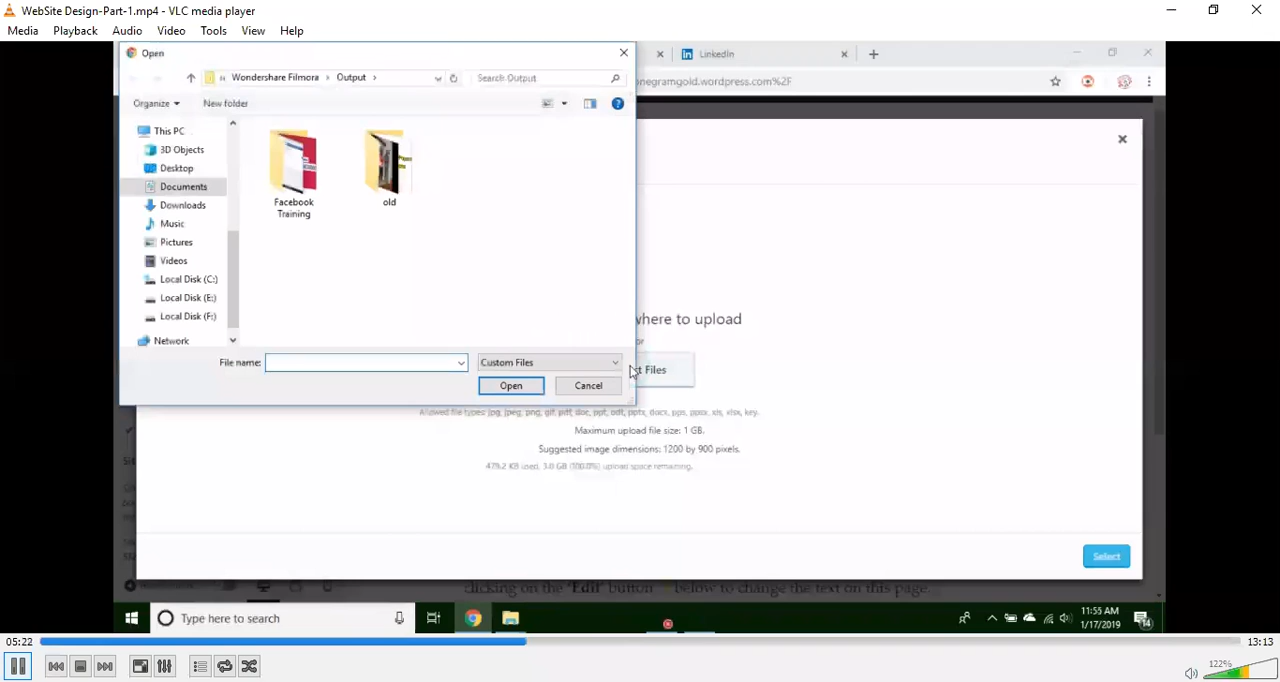 WebSite Design-Part-1.mp4 - VLC media player
Media Playback Audio Video Tools View Help
Open
LinkedIn
Wondershare Filmora > Output >
Search Output
onegramgold.wordpress.com%2F
Organize New folder
This PC
3D Objects
Desktop
Documents
Downloads
Music
Pictures
Videos
Local Disk (C:)
Local Disk (E:)
Local Disk (F:)
Network
Facebook
Training
old
where to upload
or
File name:
Custom Files
Files
Open
Cancel
Allowed file types: jpg, jpeg, png, gif, pdf, doc, ppt, odt, pptx, docx, pps, ppsx, xls, xlsx, key.
Maximum upload file size: 1 GB.
Suggested image dimensions: 1200 by 900 pixels.
479.2 KB used, 3.0 GB (100.0%) upload space remaining.
Select
clicking on the 'Edit' button below to change the text on this page.
Type here to search
11:55 AM
1/17/2019
14
05:22
13:13
122%